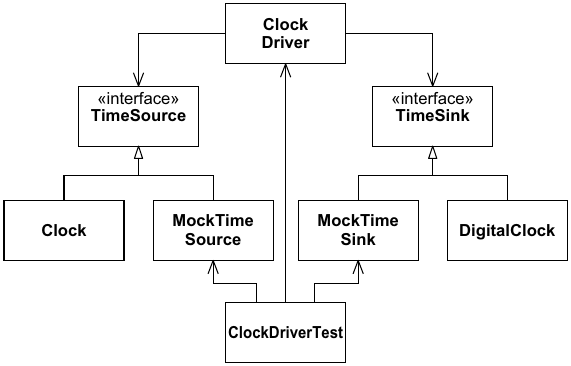 Clock
Driver
«interface»
TimeSource
«interface»
TimeSink
Clock
MockTime
Source
MockTime
Sink
DigitalClock
ClockDriverTest